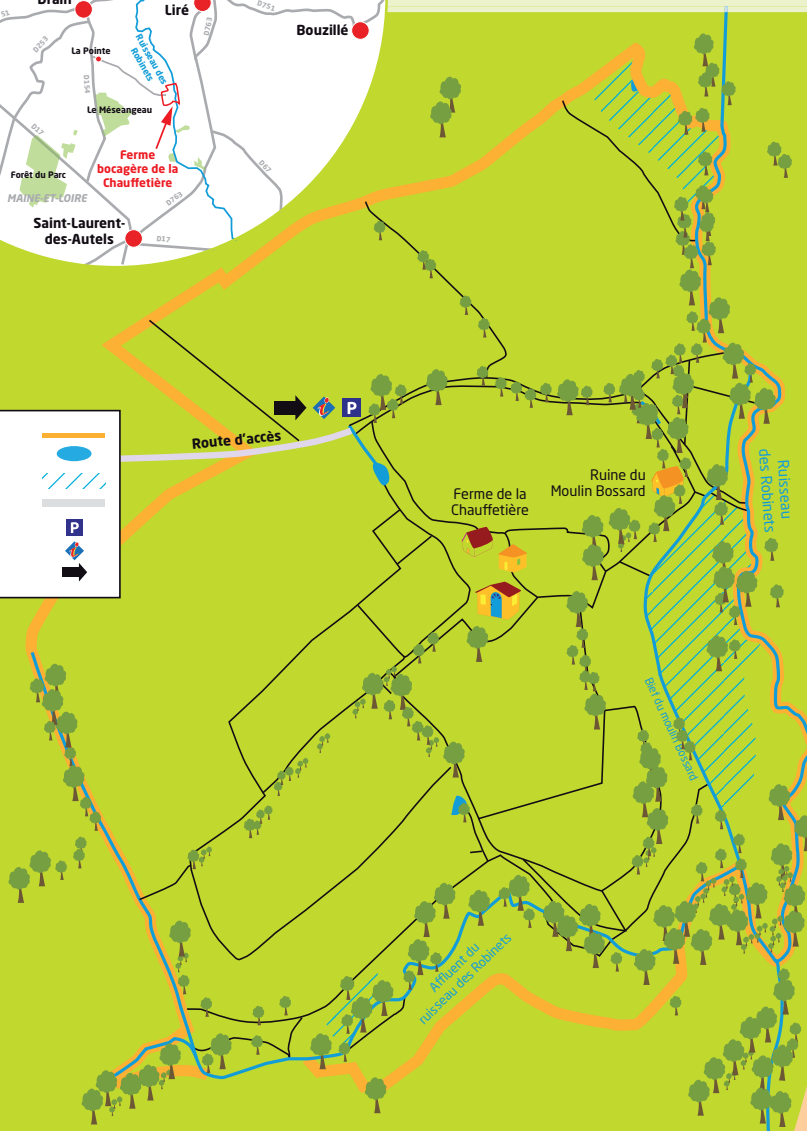 Drain
Liré
Bouzillé
51
D751
D763
D253
La Pointe
D154
Ruisseau des
Robinets
Le Méseangeau
D17
Ferme
bocagère de la
Chauffetière
D67
Forêt du Parc
MAINE-ET-LOIRE
D763
Saint-Laurent-
des-Autels
D17
P
Route d’accès
Ruisseau
des Robinets
Ruine du
Moulin Bossard
Ferme de la
Chauffetière
P
Bief du moulin Bossard
Affluent du
ruisseau des Robinets